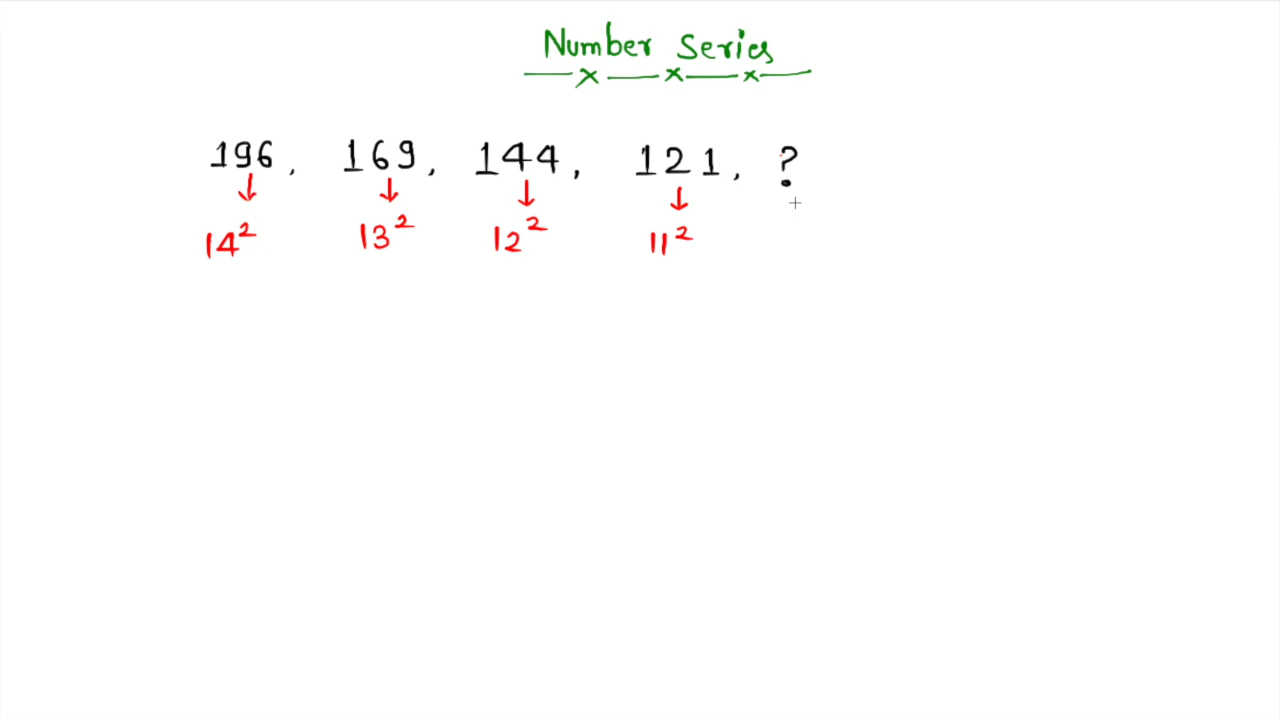 Number Series
196, 169, 144, 121, ?
14² 13² 12² 11²